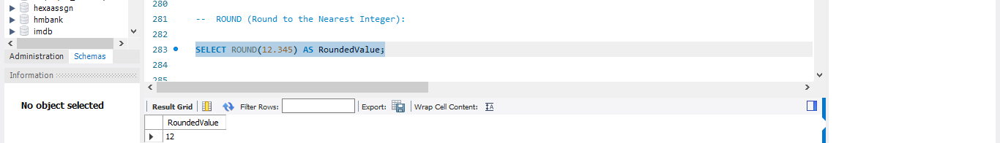 hexaassgn
hmbank
imdb
Administration Schemas
Information
No object selected
280
281 -- ROUND (Round to the Nearest Integer):
282
283 SELECT ROUND(12.345) AS RoundedValue;
284
285
Result Grid Filter Rows: Export: Wrap Cell Content:
RoundedValue
12